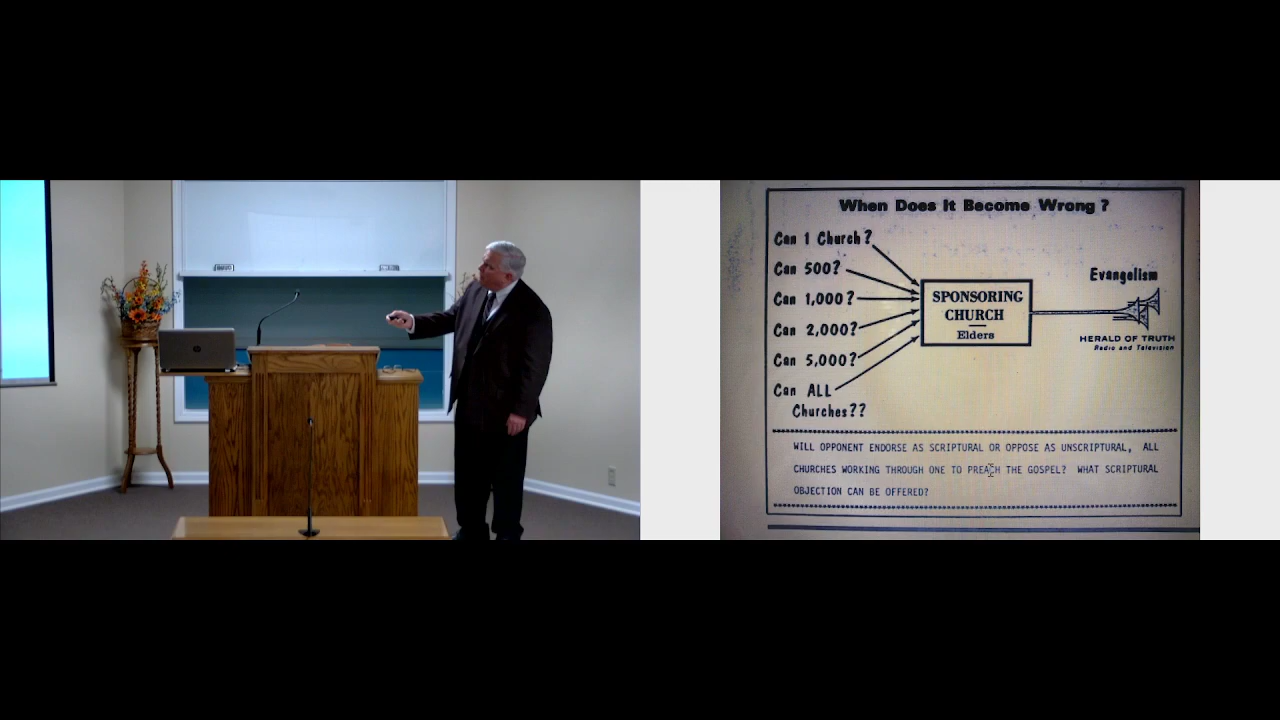 When Does It Become Wrong?
Can 1 Church?
Can 500?
Can 1,000?
Can 2,000?
Can 5,000?
Can ALL
Churches??
SPONSORING
CHURCH
Elders
Evangelism
HERALD OF TRUTH
Radio and Television
WILL OPPONENT ENDORSE AS SCRIPTURAL OR OPPOSE AS UNSCRIPTURAL, ALL
CHURCHES WORKING THROUGH ONE TO PREACH THE GOSPEL? WHAT SCRIPTURAL
OBJECTION CAN BE OFFERED?